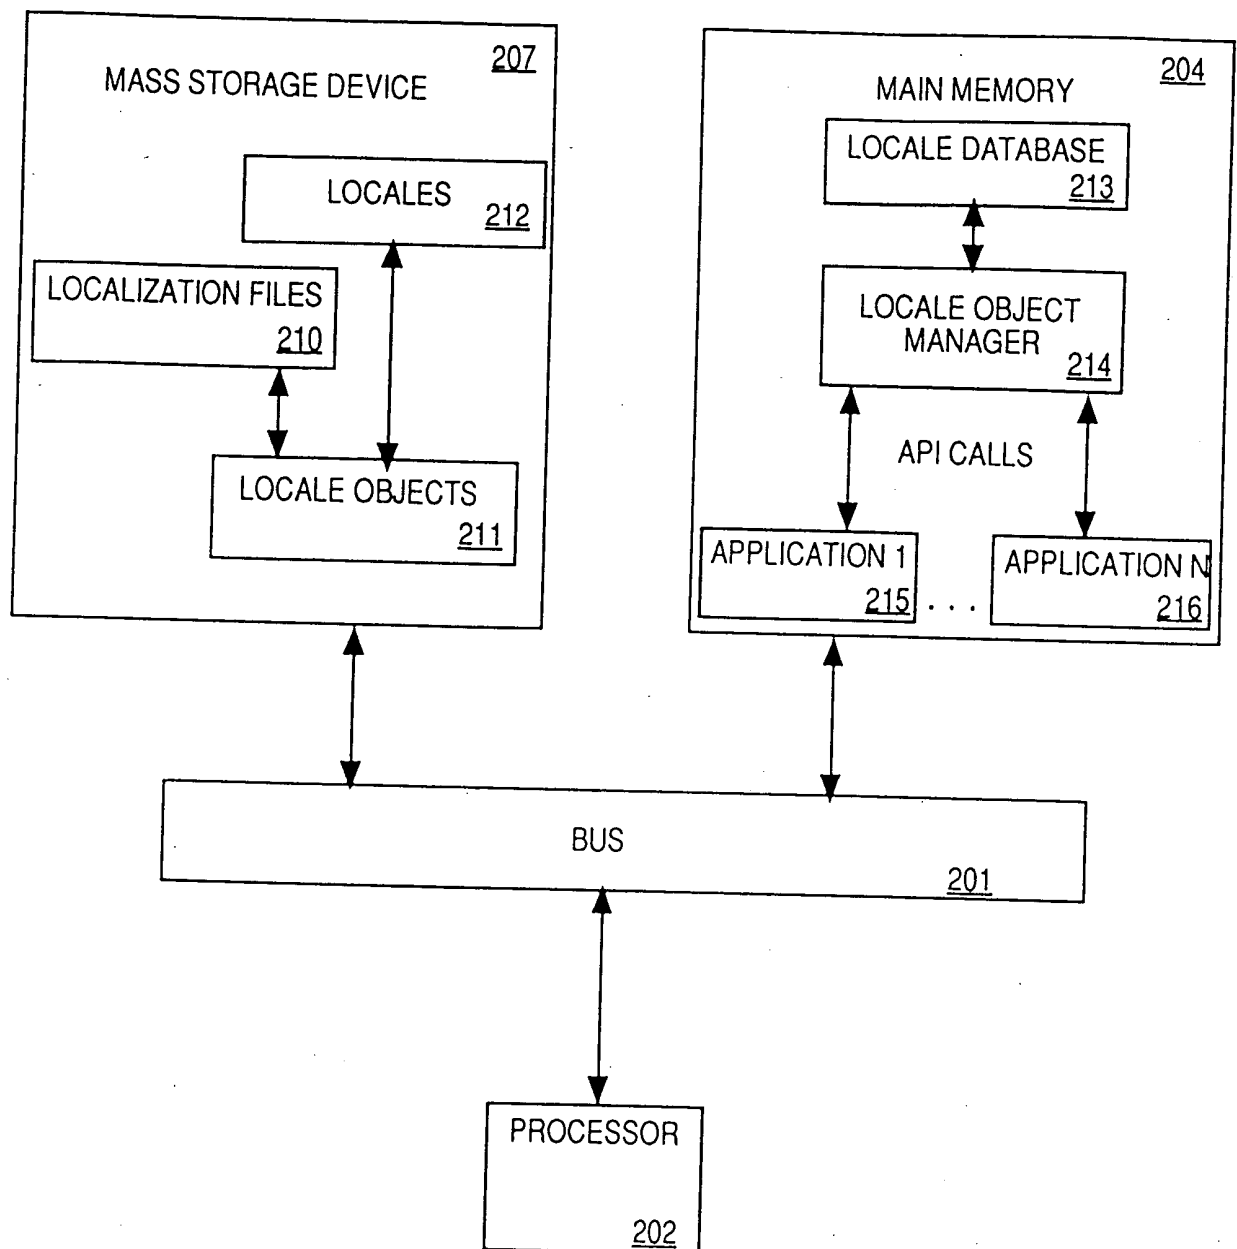 207
MASS STORAGE DEVICE
LOCALES
212
LOCALIZATION FILES
210
LOCALE OBJECTS
211
204
MAIN MEMORY
LOCALE DATABASE
213
LOCALE OBJECT
MANAGER
214
API CALLS
APPLICATION 1
215
. . .
APPLICATION N
216
BUS
201
PROCESSOR
202